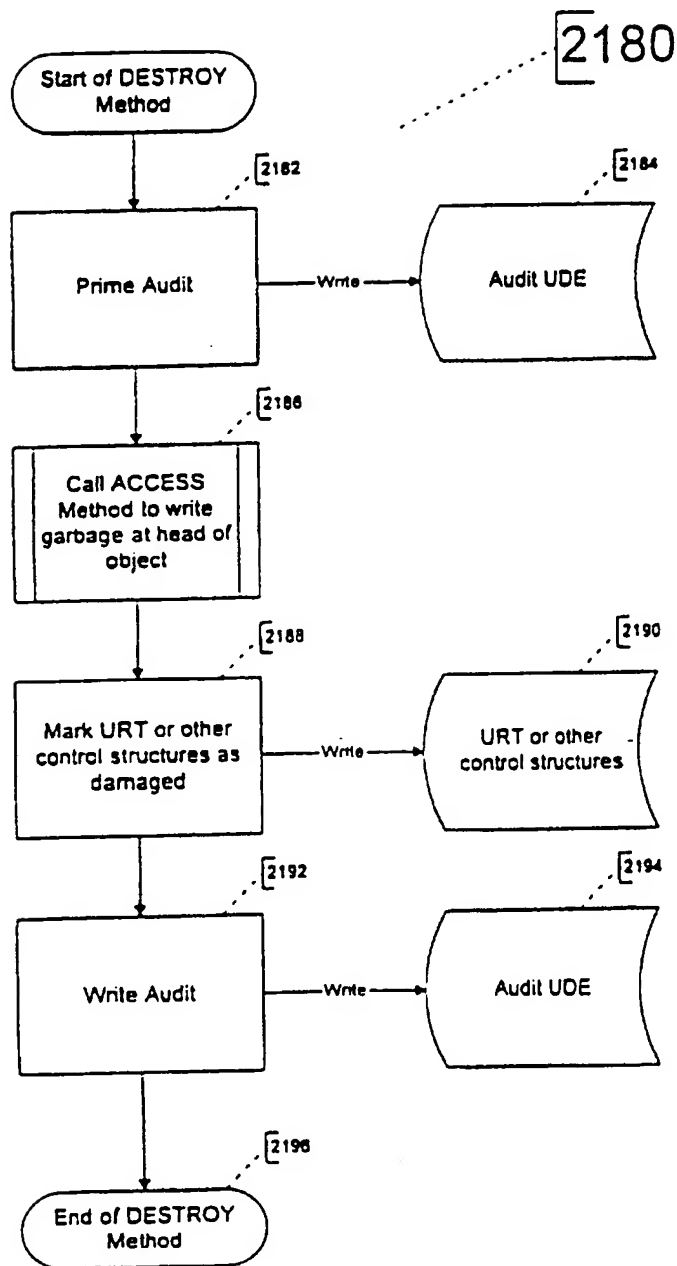 2180
Start of DESTROY
Method
2182
2184
Prime Audit
Write
Audit UDE
2186
Call ACCESS
Method to write
garbage at head of
object
2188
2190
Mark URT or other
control structures as
damaged
Write
URT or other
control structures
2192
2194
Write Audit
Write
Audit UDE
2196
End of DESTROY
Method